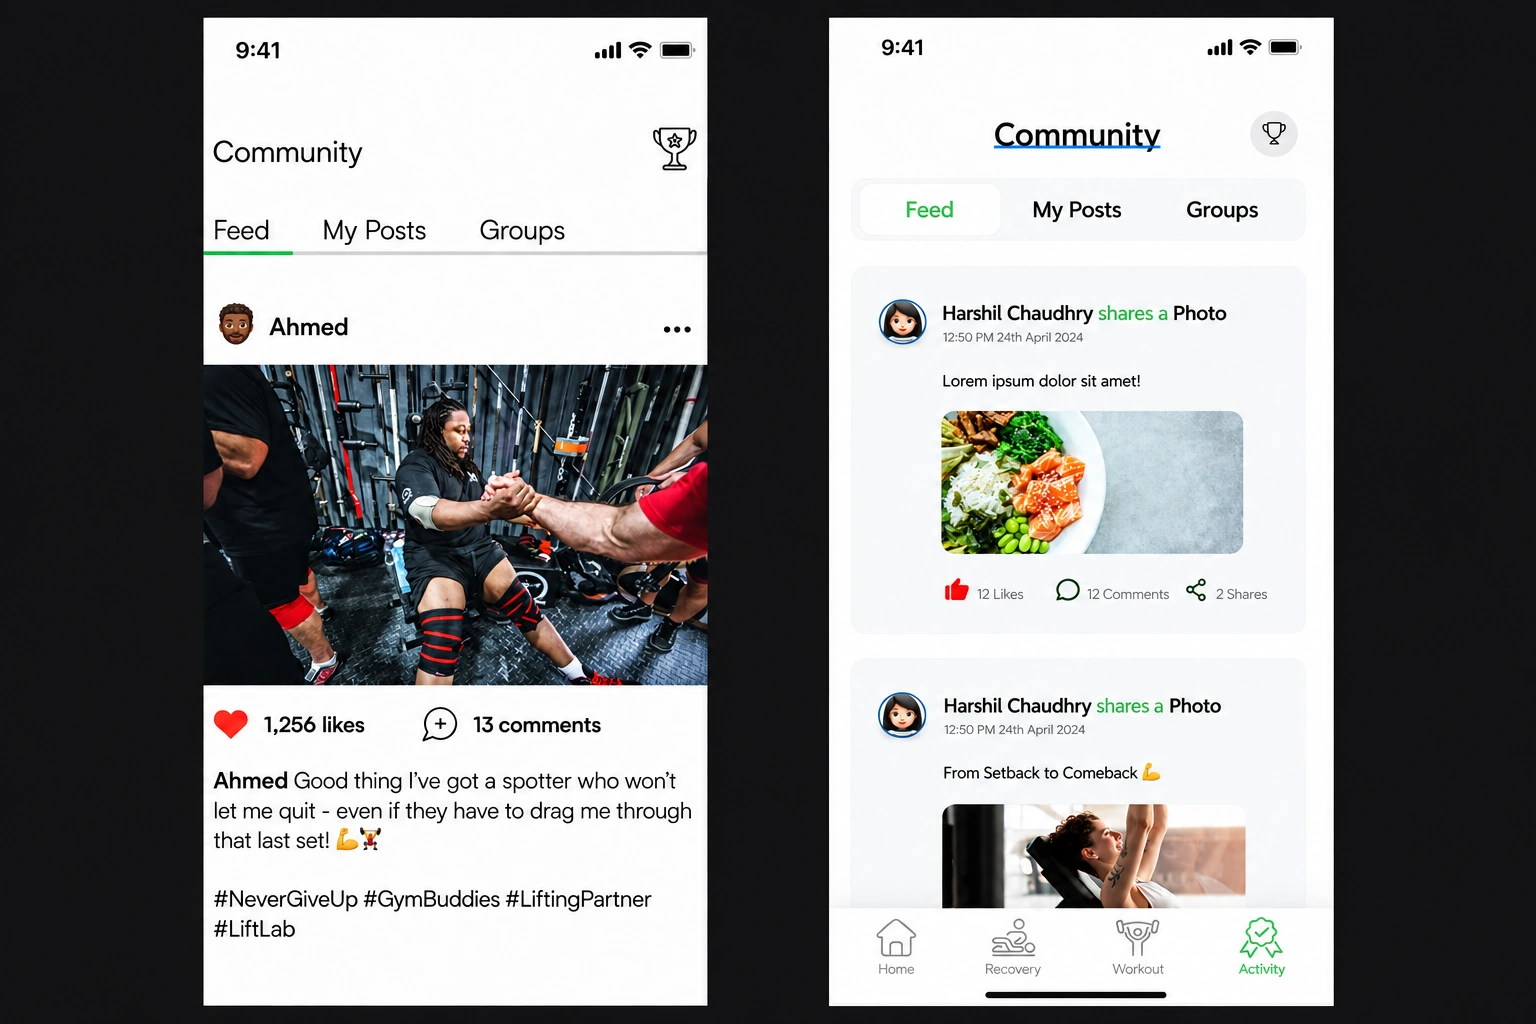 9:41
Community
Feed My Posts Groups
Ahmed
1,256 likes 13 comments
Ahmed Good thing I’ve got a spotter who won’t
let me quit - even if they have to drag me through
that last set! 💪🏋️
#NeverGiveUp #GymBuddies #LiftingPartner
#LiftLab
9:41
Community
Feed My Posts Groups
Harshil Chaudhry shares a Photo
12:50 PM 24th April 2024
Lorem ipsum dolor sit amet!
12 Likes 12 Comments 2 Shares
Harshil Chaudhry shares a Photo
12:50 PM 24th April 2024
From Setback to Comeback 💪
Home Recovery Workout Activity